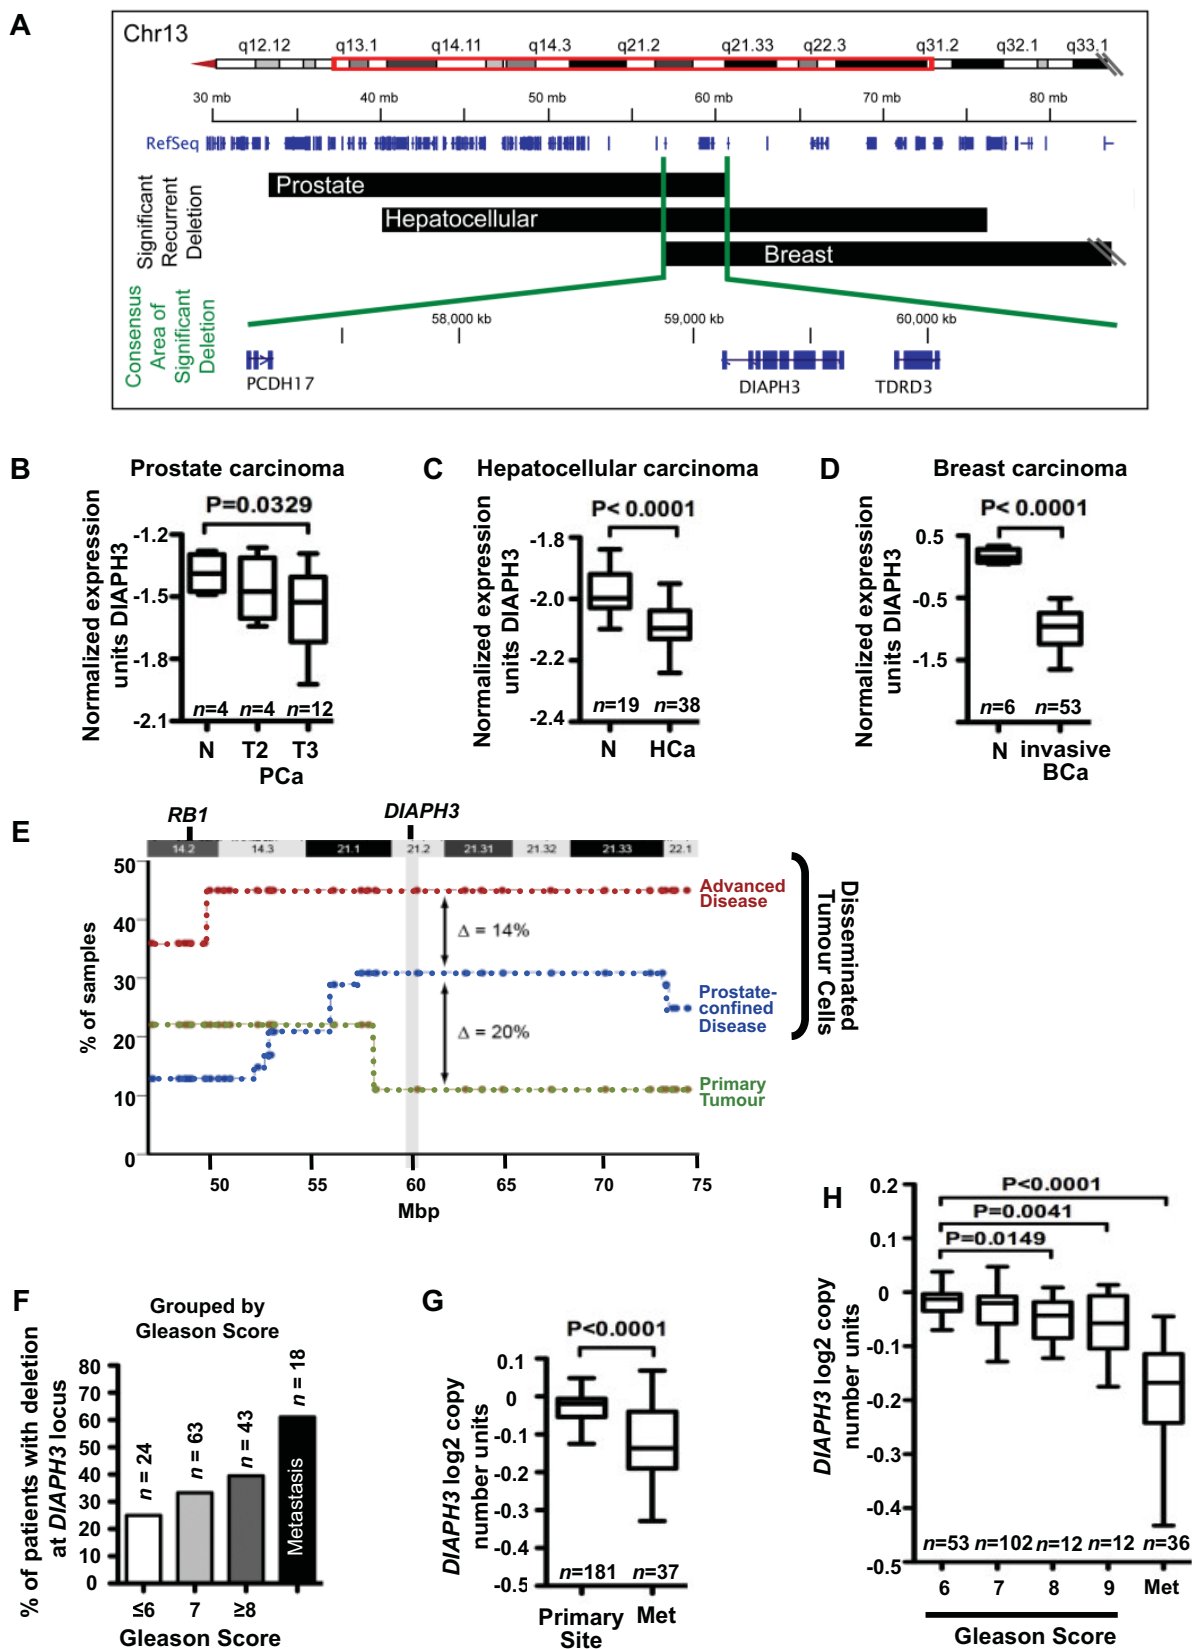 A
Chr13
q12.12 q13.1 q14.11 q14.3 q21.2 q21.33 q22.3 q31.2 q32.1 q33.1
30 mb 40 mb 50 mb 60 mb 70 mb 80 mb
RefSeq
Significant
Recurrent
Deletion
Prostate
Hepatocellular
Breast
Consensus
Area of
Significant
Deletion
58,000 kb 59,000 kb 60,000 kb
PCDH17 DIAPH3 TDRD3
B
Prostate carcinoma
P=0.0329
Normalized expression
units DIAPH3
-1.2
-1.5
-1.8
-2.1
n=4 n=4 n=12
N T2 T3
PCa
C
Hepatocellular carcinoma
P< 0.0001
Normalized expression
units DIAPH3
-1.8
-2.0
-2.2
-2.4
n=19 n=38
N HCa
D
Breast carcinoma
P< 0.0001
Normalized expression
units DIAPH3
0.5
-0.5
-1.5
n=6 n=53
N invasive
BCa
E
RB1 DIAPH3
14.2 14.3 21.1 21.2 21.31 21.32 21.33 22.1
% of samples
50
40
30
20
10
0
Δ = 14%
Δ = 20%
Advanced
Disease
Prostate-
confined
Disease
Primary
Tumour
Disseminated
Tumour Cells
50 55 60 65 70 75
Mbp
F
Grouped by
Gleason Score
% of patients with deletion
at DIAPH3 locus
80
70
60
50
40
30
20
10
0
n = 24
n = 63
n = 43
n = 18
Metastasis
≤6 7 ≥8
Gleason Score
G
P<0.0001
DIAPH3 log2 copy
number units
0.1
0
-0.1
-0.2
-0.3
-0.4
-0.5
n=181 n=37
Primary Met
Site
H
P<0.0001
P=0.0041
P=0.0149
DIAPH3 log2 copy
number units
0.2
0.1
0
-0.1
-0.2
-0.3
-0.4
-0.5
n=53 n=102 n=12 n=12 n=36
6 7 8 9 Met
Gleason Score